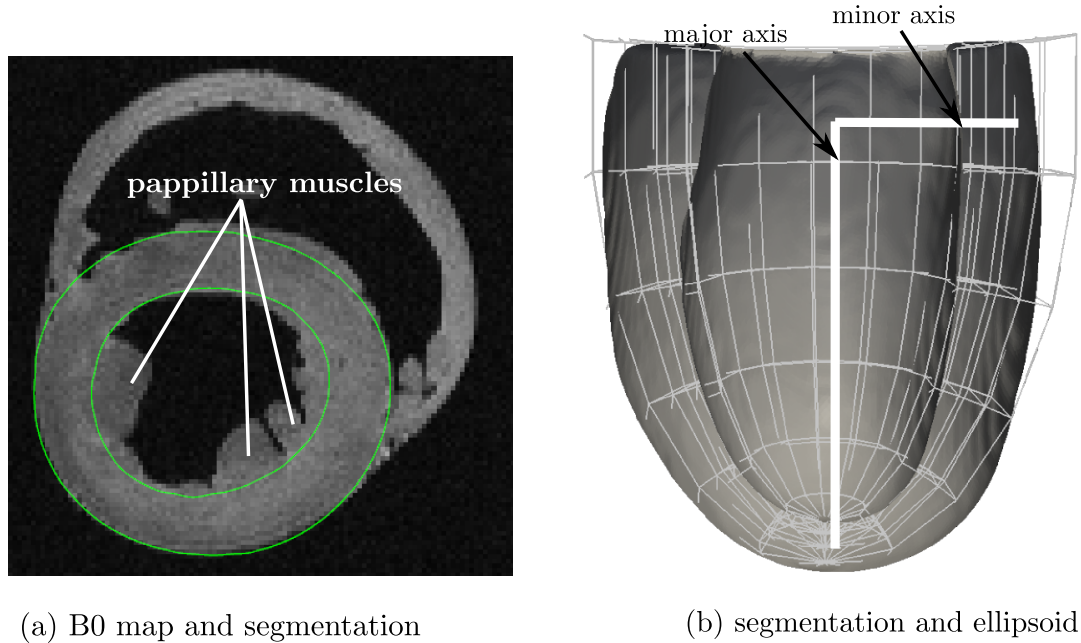 minor axis
major axis
pappillary muscles
(a) B0 map and segmentation
(b) segmentation and ellipsoid